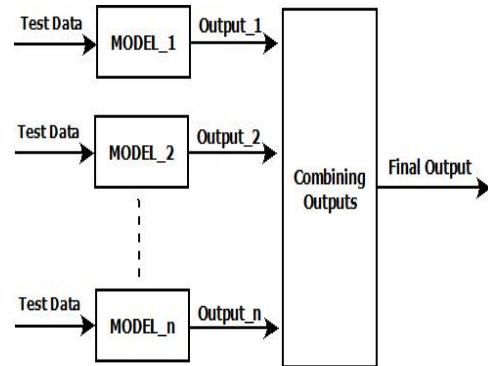 Test Data
MODEL_1
Output_1
Test Data
MODEL_2
Output_2
Combining
Outputs
Final Output
Test Data
MODEL_n
Output_n